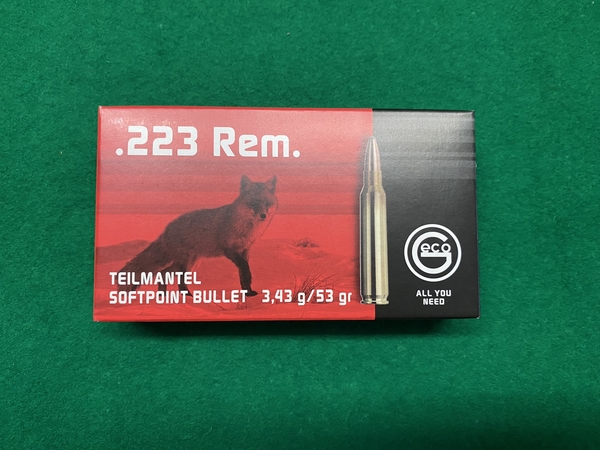 .223 Rem.
TEILMANTEL
SOFTPOINT BULLET 3,43 g/53 gr
Geco
ALL YOU
NEED